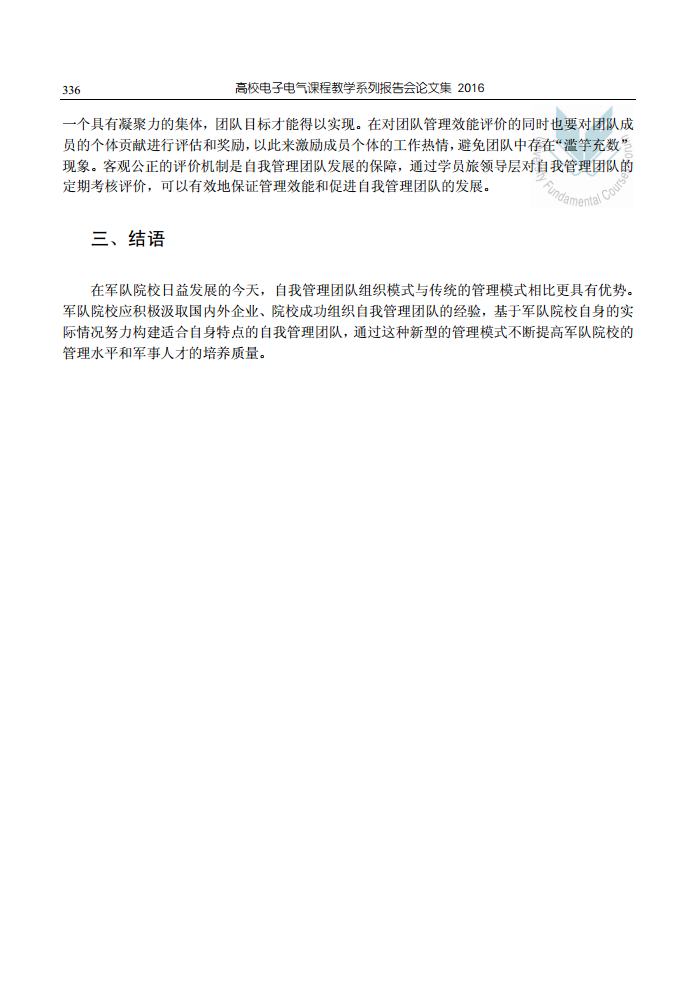 336
高校电子电气课程教学系列报告会论文集 2016
一个具有凝聚力的集体，团队目标才能得以实现。在对团队管理效能评价的同时也要对团队成
员的个体贡献进行评估和奖励，以此来激励成员个体的工作热情，避免团队中存在“滥竽充数”
现象。客观公正的评价机制是自我管理团队发展的保障，通过学员旅领导层对自我管理团队的
定期考核评价，可以有效地保证管理效能和促进自我管理团队的发展。
三、结语
在军队院校日益发展的今天，自我管理团队组织模式与传统的管理模式相比更具有优势。
军队院校应积极汲取国内外企业、院校成功组织自我管理团队的经验，基于军队院校自身的实
际情况努力构建适合自身特点的自我管理团队，通过这种新型的管理模式不断提高军队院校的
管理水平和军事人才的培养质量。
Fundamental